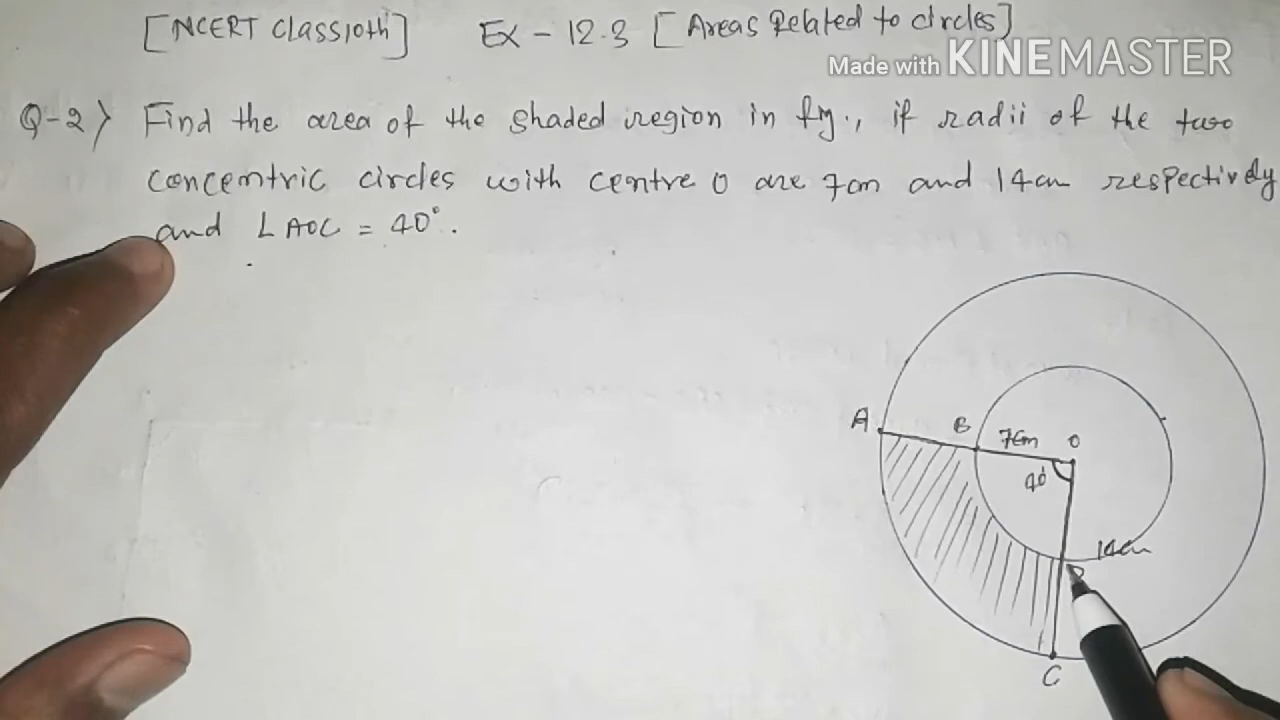 [NCERT Class10th] EX - 12.3 [Areas Related to circles]
Made with KINEMASTER
Q-2) Find the area of the shaded region in fig., if radii of the two
concentric circles with centre O are 7cm and 14cm respectively
and ∠AOC = 40°.
A B 7cm O
40°
14cm
D
C